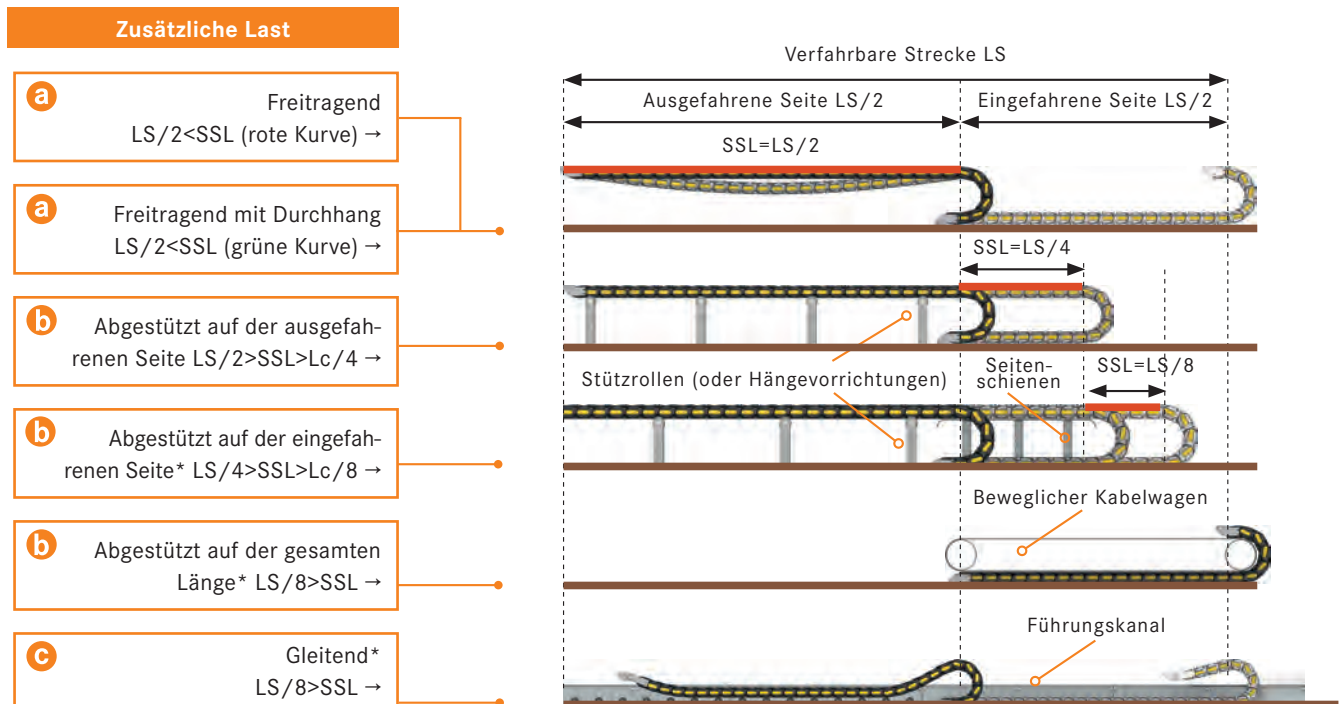 Zusätzliche Last
a
Freitragend
LS/2<SSL (rote Kurve) →
a
Freitragend mit Durchhang
LS/2<SSL (grüne Kurve) →
b
Abgestützt auf der ausgefah-
renen Seite LS/2>SSL>Lc/4 →
b
Abgestützt auf der eingefah-
renen Seite* LS/4>SSL>Lc/8 →
b
Abgestützt auf der gesamten
Länge* LS/8>SSL →
c
Gleitend*
LS/8>SSL →
Verfahrbare Strecke LS
Ausgefahrene Seite LS/2
Eingefahrene Seite LS/2
SSL=LS/2
SSL=LS/4
Stützrollen (oder Hängevorrichtungen)
Seiten-
schienen
SSL=LS/8
Beweglicher Kabelwagen
Führungskanal